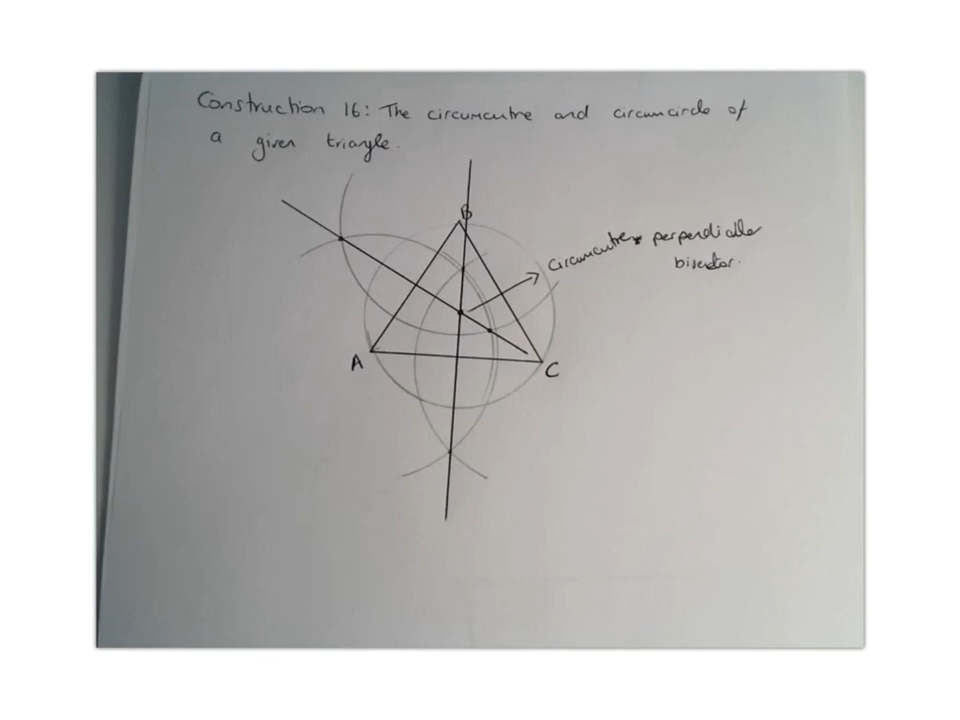 Construction 16: The circumcentre and circumcircle of
a given triangle.
B
circumcentre perpendicular
bisector.
A
C